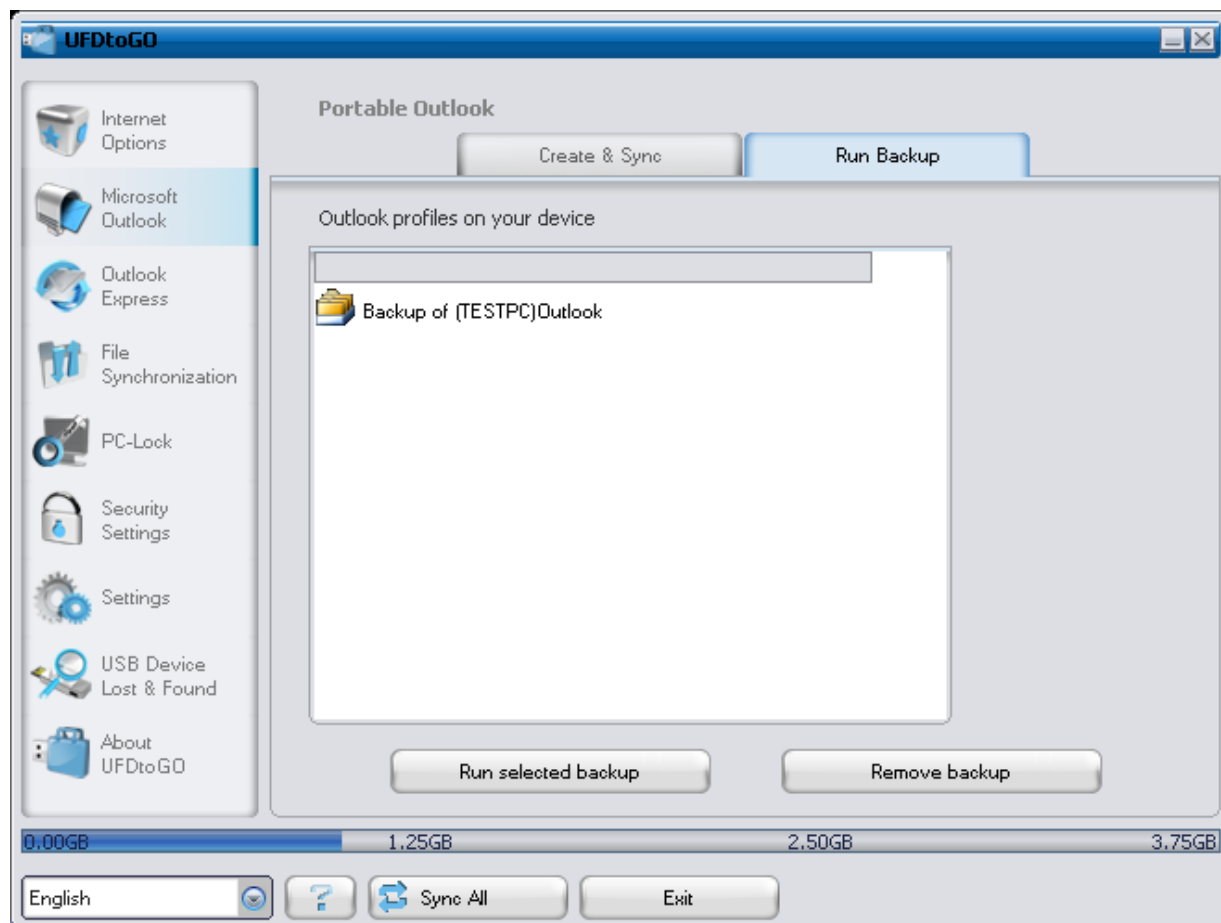 UFDtoGO
Internet
Options
Microsoft
Outlook
Outlook
Express
File
Synchronization
PC-Lock
Security
Settings
Settings
USB Device
Lost & Found
About
UFDtoGO
Portable Outlook
Create & Sync
Run Backup
Outlook profiles on your device
Backup of (TESTPC)Outlook
Run selected backup
Remove backup
0.00GB
1.25GB
2.50GB
3.75GB
English
?
Sync All
Exit